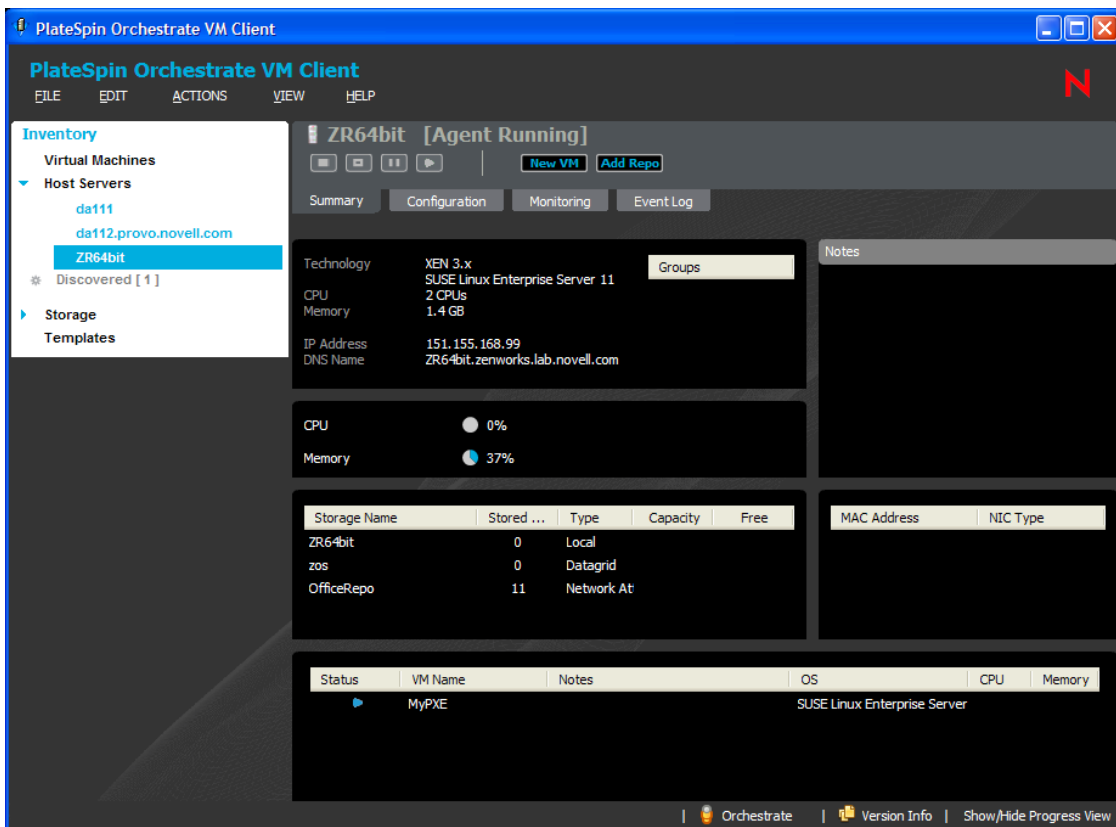 PlateSpin Orchestrate VM Client
PlateSpin Orchestrate VM Client
FILE EDIT ACTIONS VIEW HELP
N
Inventory
Virtual Machines
Host Servers
da111
da112.provo.novell.com
ZR64bit
Discovered [ 1 ]
Storage
Templates
ZR64bit [Agent Running]
New VM Add Repo
Summary Configuration Monitoring Event Log
Technology XEN 3.x
SUSE Linux Enterprise Server 11
CPU 2 CPUs
Memory 1.4 GB
IP Address 151.155.168.99
DNS Name ZR64bit.zenworks.lab.novell.com
Groups
Notes
CPU 0%
Memory 37%
Storage Name Stored ... Type Capacity Free
ZR64bit 0 Local
zos 0 Datagrid
OfficeRepo 11 Network At
MAC Address NIC Type
Status VM Name Notes OS CPU Memory
MyPXE SUSE Linux Enterprise Server
| Orchestrate | Version Info | Show/Hide Progress View